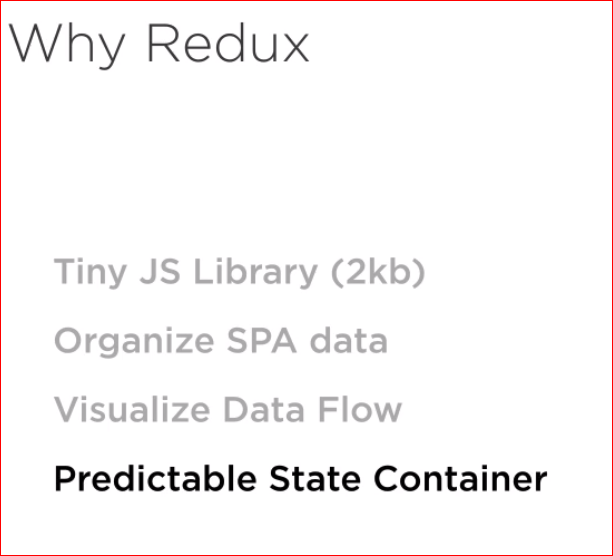 Why Redux
Tiny JS Library (2kb)
Organize SPA data
Visualize Data Flow
Predictable State Container